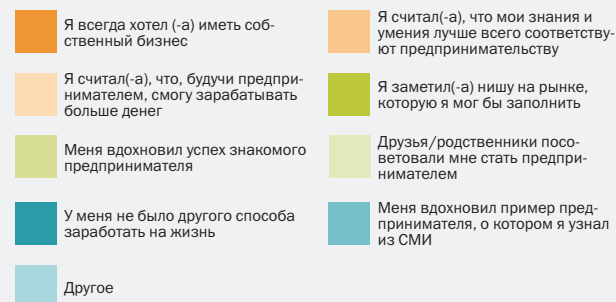 Я всегда хотел (-а) иметь соб-
ственный бизнес
Я считал(-а), что мои знания и
умения лучше всего соответству-
ют предпринимательству
Я считал(-а), что, будучи предпри-
нимателем, смогу зарабатывать
больше денег
Я заметил(-а) нишу на рынке,
которую я мог бы заполнить
Меня вдохновил успех знакомого
предпринимателя
Друзья/родственники посо-
ветовали мне стать предпри-
нимателем
У меня не было другого способа
заработать на жизнь
Меня вдохновил пример пред-
принимателя, о котором я узнал
из СМИ
Другое